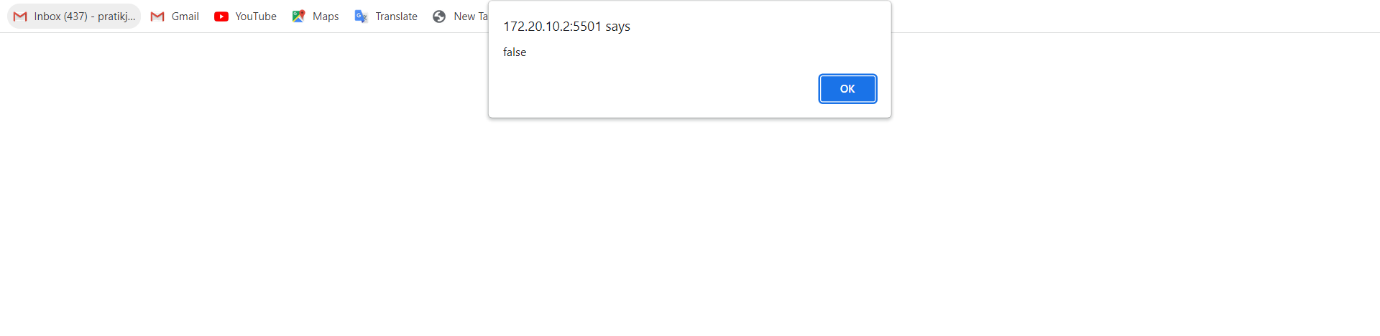 Inbox (437) - pratikj... Gmail YouTube Maps Translate New Ta
172.20.10.2:5501 says
false
OK